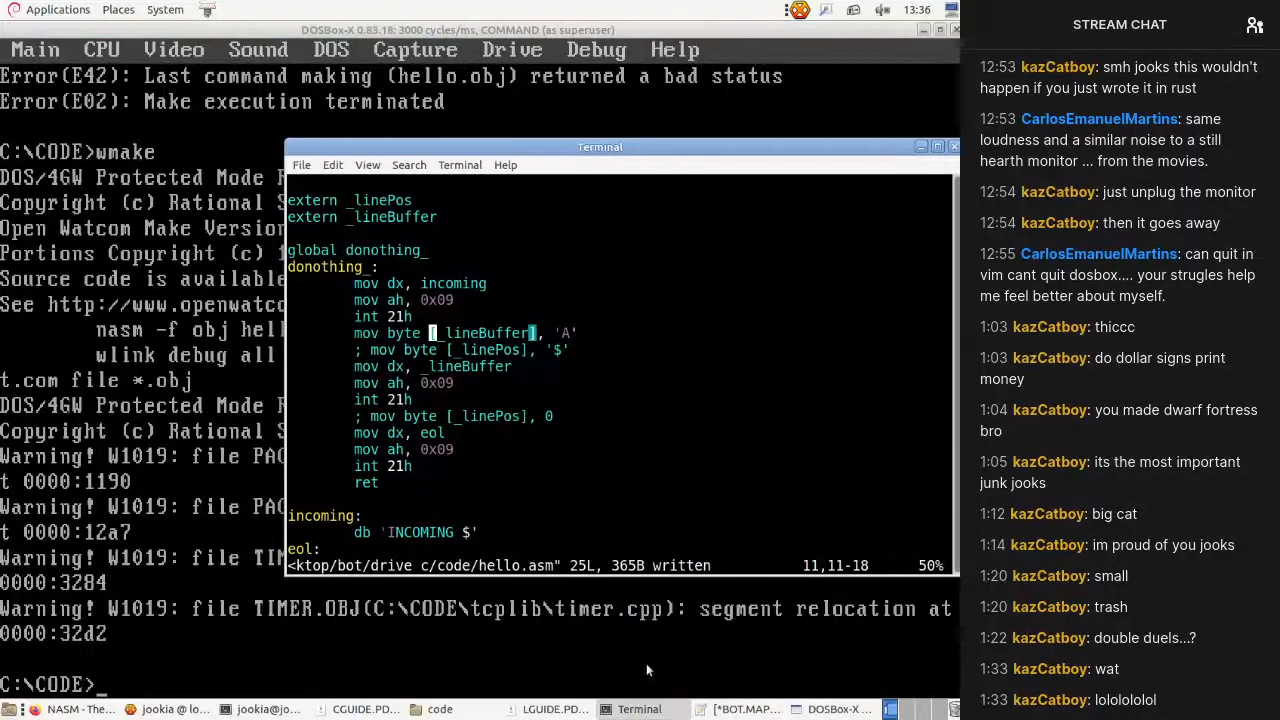 Applications Places System 13:36
DOSBox-X 0.83.18: 3000 cycles/ms, COMMAND (as superuser)
Main CPU Video Sound DOS Capture Drive Debug Help
Error(E42): Last command making (hello.obj) returned a bad status
Error(E02): Make execution terminated
C:\CODE>wmake
DOS/4GW Protected Mode R
Copyright (c) Rational S
Open Watcom Make Version
Portions Copyright (c) 1
Source code is available
See http://www.openwatc
nasm -f obj hell
wlink debug all
t.com file *.obj
DOS/4GW Protected Mode R
Copyright (c) Rational S
Warning! W1019: file PAC
t 0000:1190
Warning! W1019: file PAC
t 0000:12a7
Warning! W1019: file TIM
0000:3284
Warning! W1019: file TIMER.OBJ(C:\CODE\tcplib\timer.cpp): segment relocation at
0000:32d2
C:\CODE>_
Terminal
File Edit View Search Terminal Help
extern _linePos
extern _lineBuffer
global donothing_
donothing_:
mov dx, incoming
mov ah, 0x09
int 21h
mov byte [_lineBuffer], 'A'
; mov byte [_linePos], '$'
mov dx, _lineBuffer
mov ah, 0x09
int 21h
; mov byte [_linePos], 0
mov dx, eol
mov ah, 0x09
int 21h
ret
incoming:
db 'INCOMING $'
eol:
<ktop/bot/drive c/code/hello.asm" 25L, 365B written 11,11-18 50%
NASM - The... jookia @ lo... jookia@jo... CGUIDE.PD... code LGUIDE.PD... Terminal [*BOT.MAP... DOSBox-X ...
STREAM CHAT
12:53 kazCatboy: smh jooks this wouldn't
happen if you just wrote it in rust
12:53 CarlosEmanuelMartins: same
loudness and a similar noise to a still
hearth monitor ... from the movies.
12:54 kazCatboy: just unplug the monitor
12:54 kazCatboy: then it goes away
12:55 CarlosEmanuelMartins: can quit in
vim cant quit dosbox.... your strugles help
me feel better about myself.
1:03 kazCatboy: thiccc
1:03 kazCatboy: do dollar signs print
money
1:04 kazCatboy: you made dwarf fortress
bro
1:05 kazCatboy: its the most important
junk jooks
1:12 kazCatboy: big cat
1:14 kazCatboy: im proud of you jooks
1:20 kazCatboy: small
1:20 kazCatboy: trash
1:22 kazCatboy: double duels...?
1:33 kazCatboy: wat
1:33 kazCatboy: lolololol